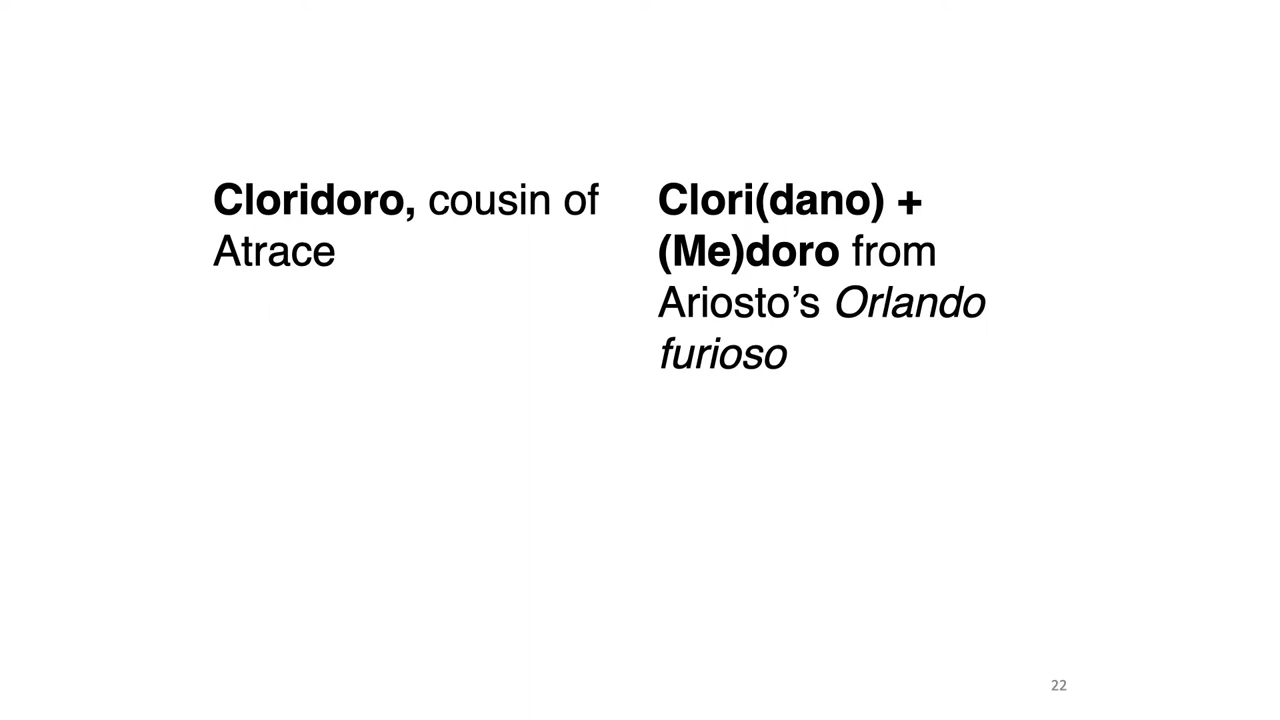 Cloridoro, cousin of
Atrace
Clori(dano) +
(Me)doro from
Ariosto’s Orlando
furioso
22